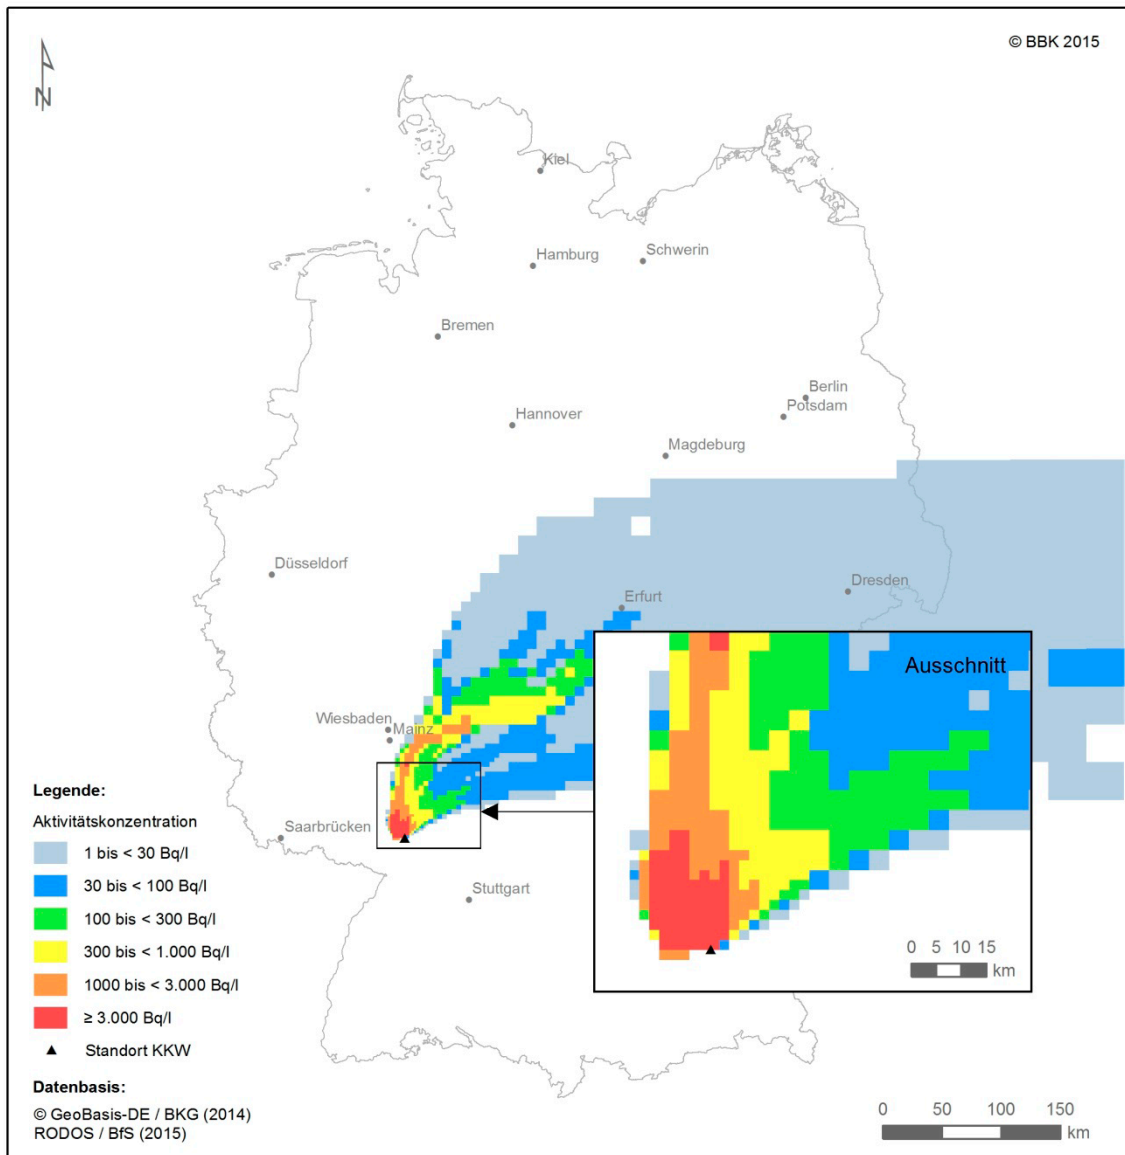 © BBK 2015
N
Kiel
Hamburg
Schwerin
Bremen
Berlin
Potsdam
Hannover
Magdeburg
Düsseldorf
Dresden
Erfurt
Ausschnitt
Wiesbaden
Mainz
Saarbrücken
Stuttgart
0 5 10 15
km
Legende:
Aktivitätskonzentration
1 bis < 30 Bq/l
30 bis < 100 Bq/l
100 bis < 300 Bq/l
300 bis < 1.000 Bq/l
1000 bis < 3.000 Bq/l
≥ 3.000 Bq/l
Standort KKW
Datenbasis:
© GeoBasis-DE / BKG (2014)
RODOS / BfS (2015)
0 50 100 150
km